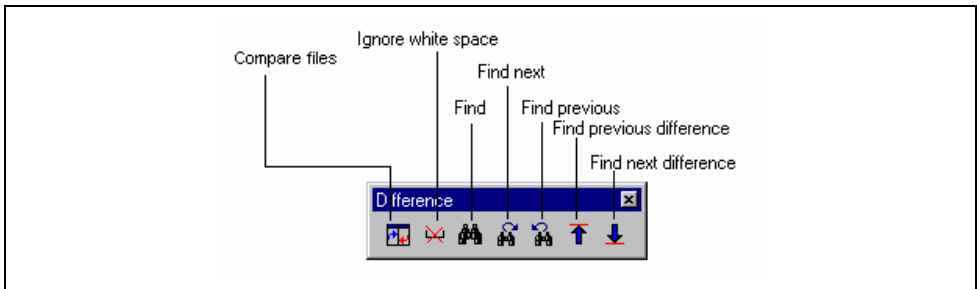 Ignore white space
Compare files
Find next
Find
Find previous
Find previous difference
Find next difference
Difference